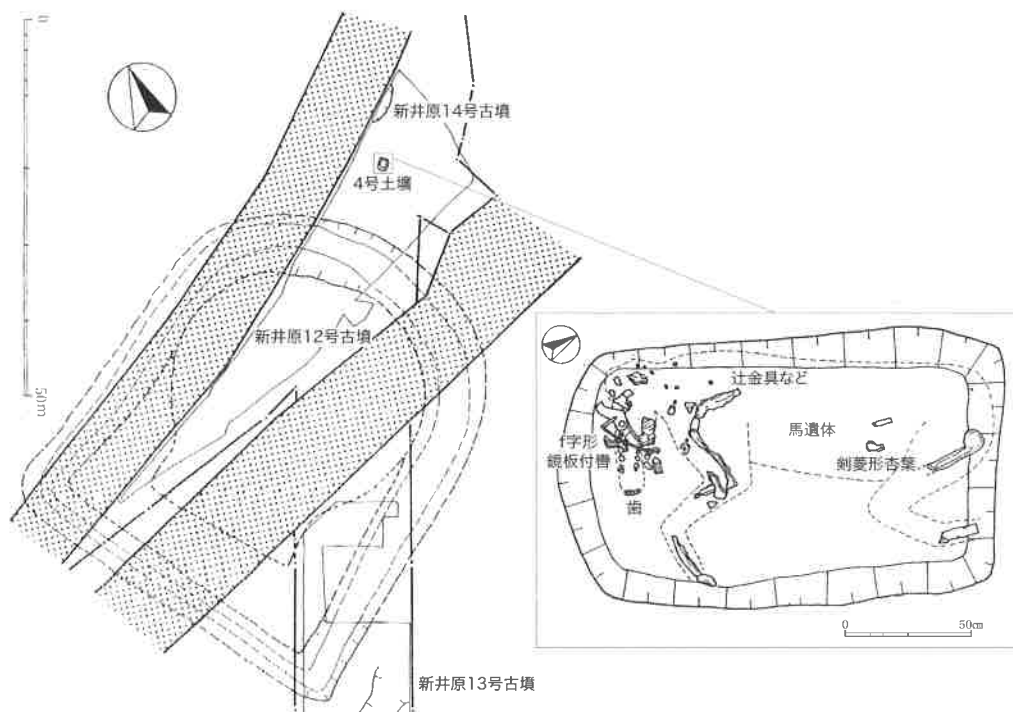 0
50m
新井原14号古墳
4号土壙
新井原12号古墳
新井原13号古墳
辻金具など
f字形
鏡板付轡
馬遺体
剣菱形杏葉
歯
0
50㎝